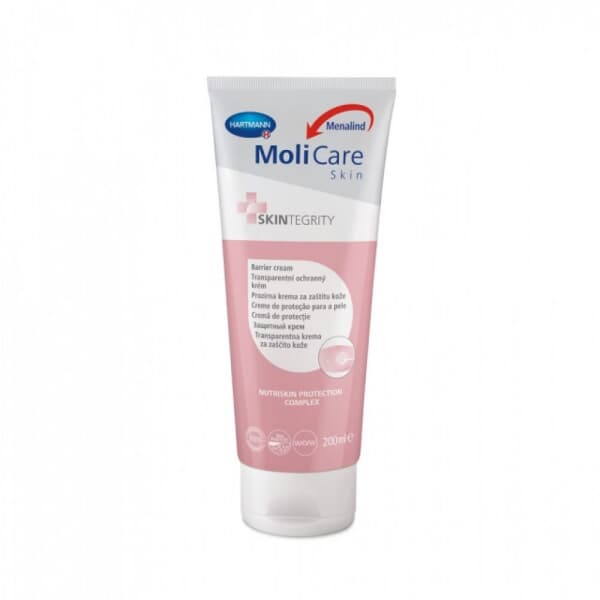 HARTMANN
Menalind
MoliCare
Skin
SKINTEGRITY
Barrier cream
Transparentní ochranný
krém
Prozirna krema za zaštitu kože
Creme de proteção para a pele
Cremă de protecţie
Защитный крем
Transparentna krema
za zaščito kože
NUTRISKIN PROTECTION
COMPLEX
200ml e